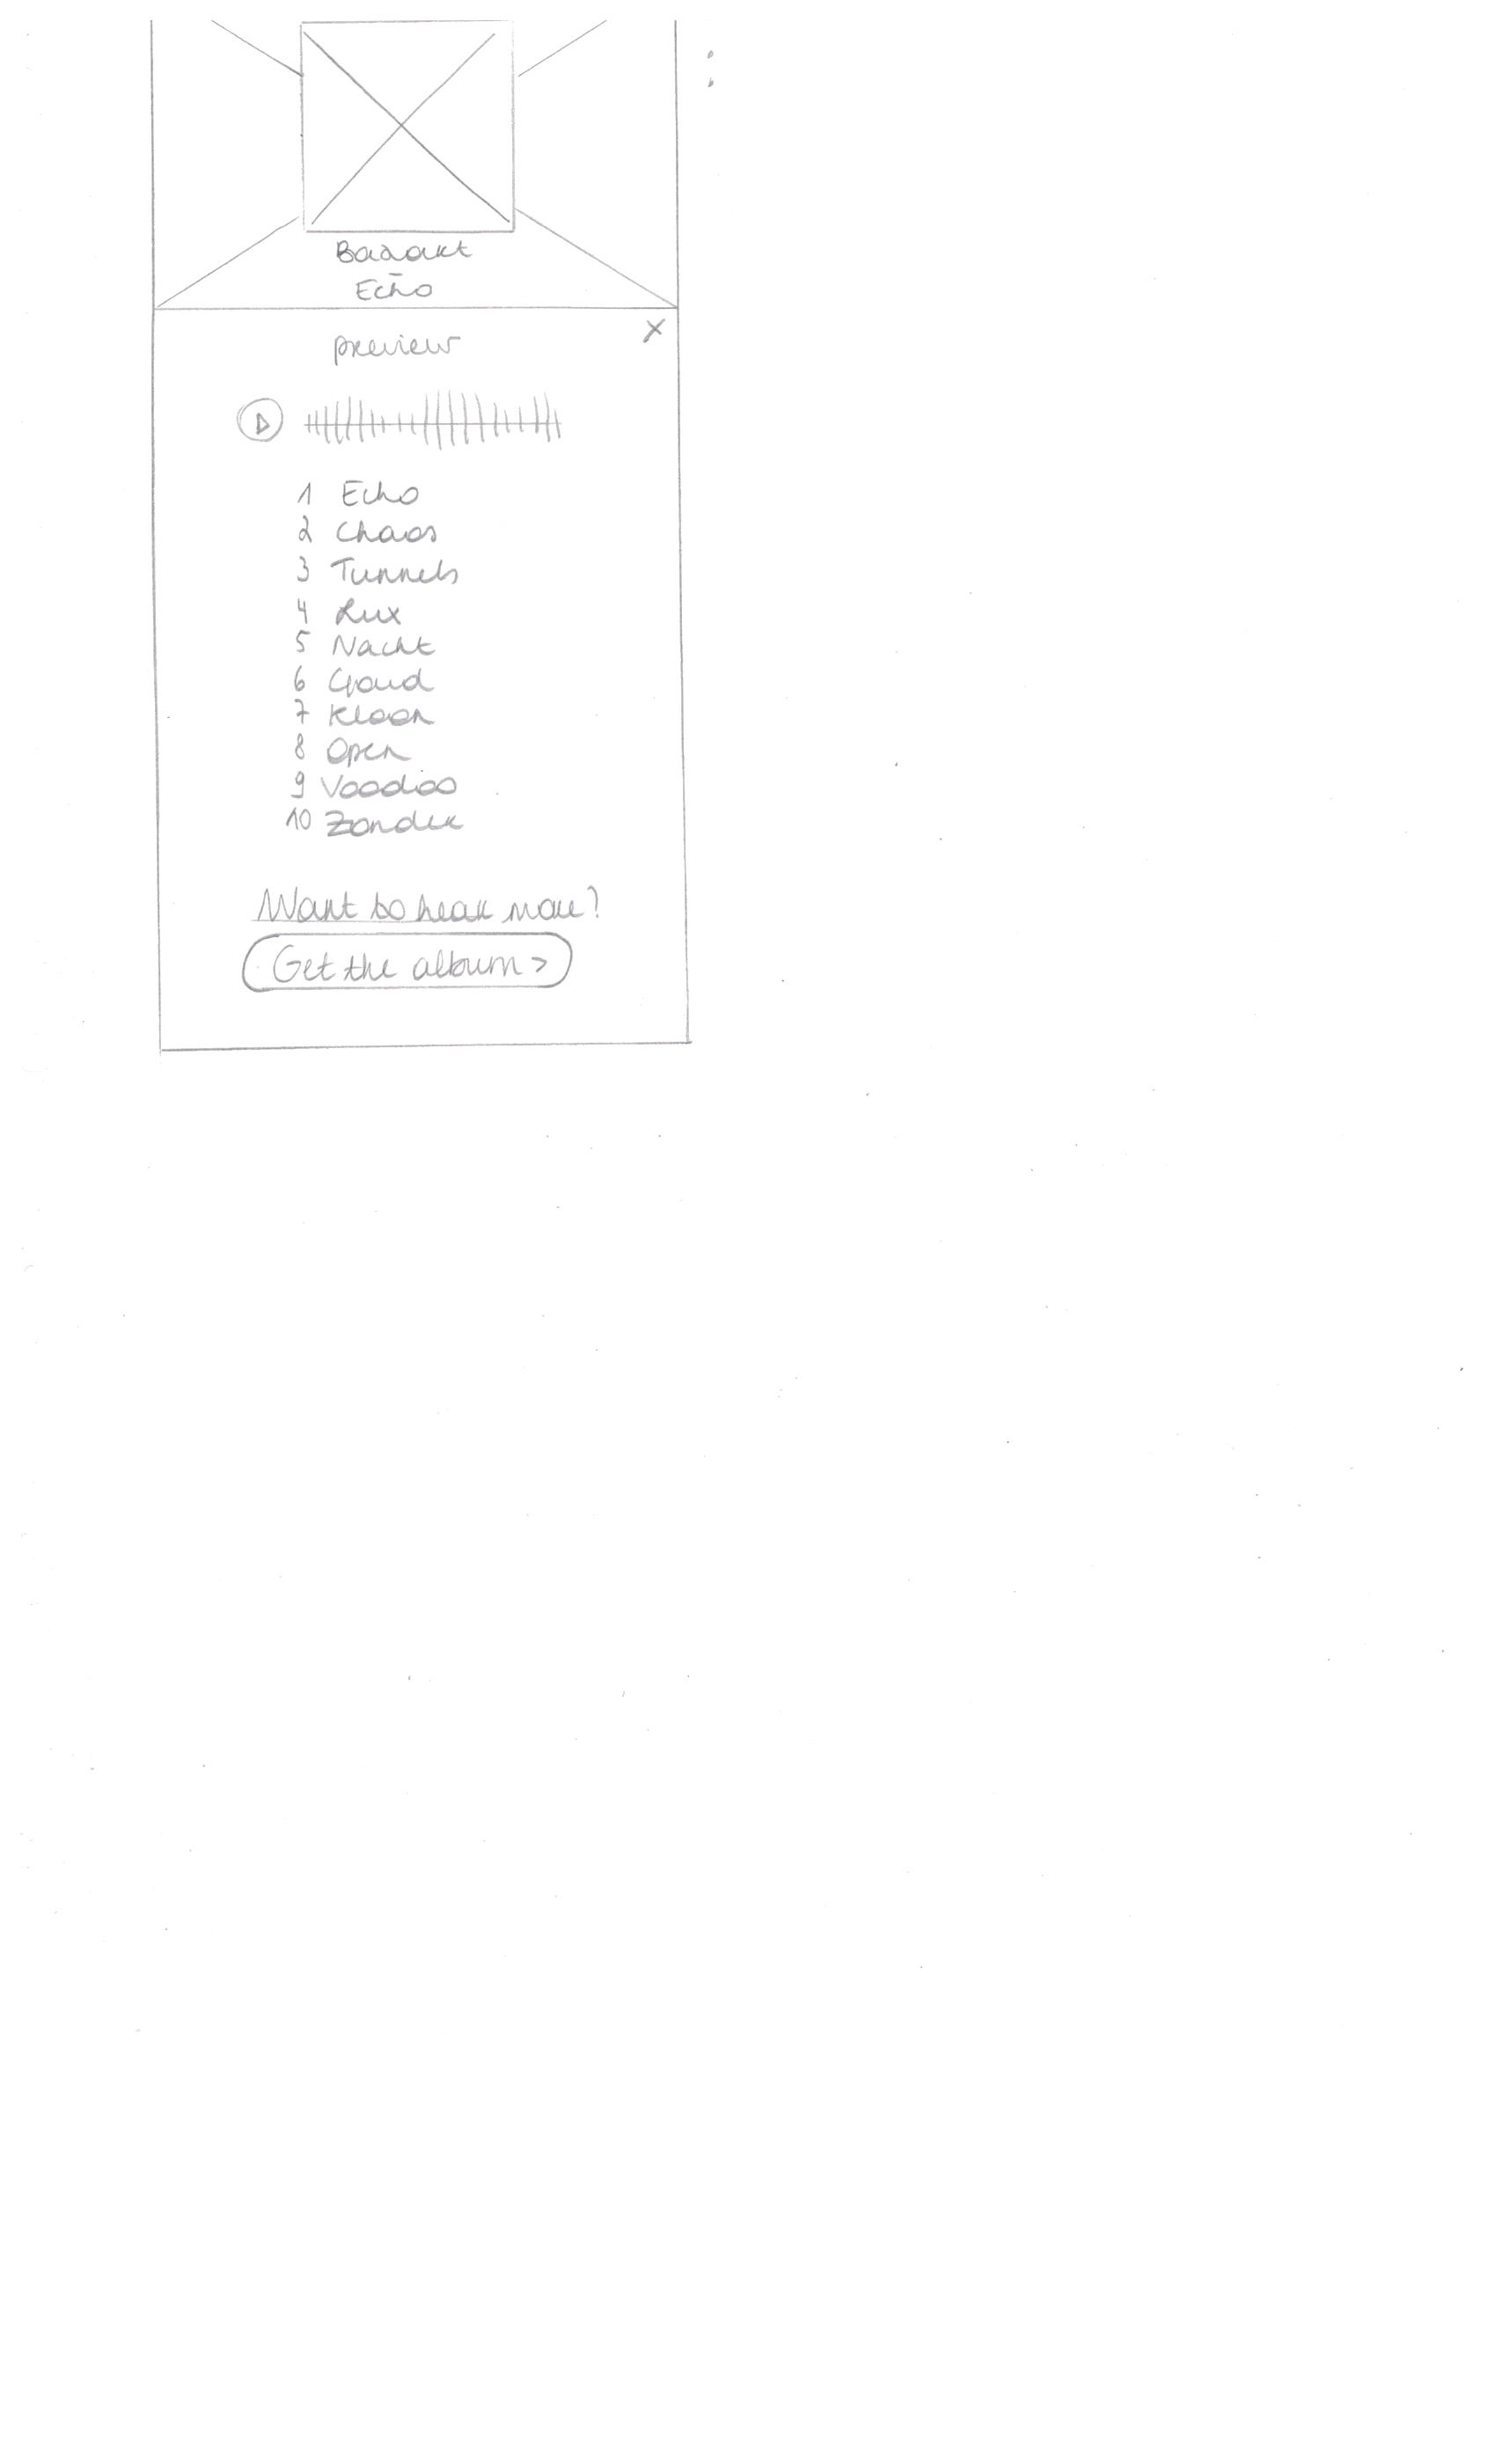 Bazart
Echo
preview
X
1 Echo
2 Chaos
3 Tunnels
4 Lux
5 Nacht
6 Goud
7 Kloon
8 Open
9 Voodoo
10 Zonder
Want to hear more?
Get the album >